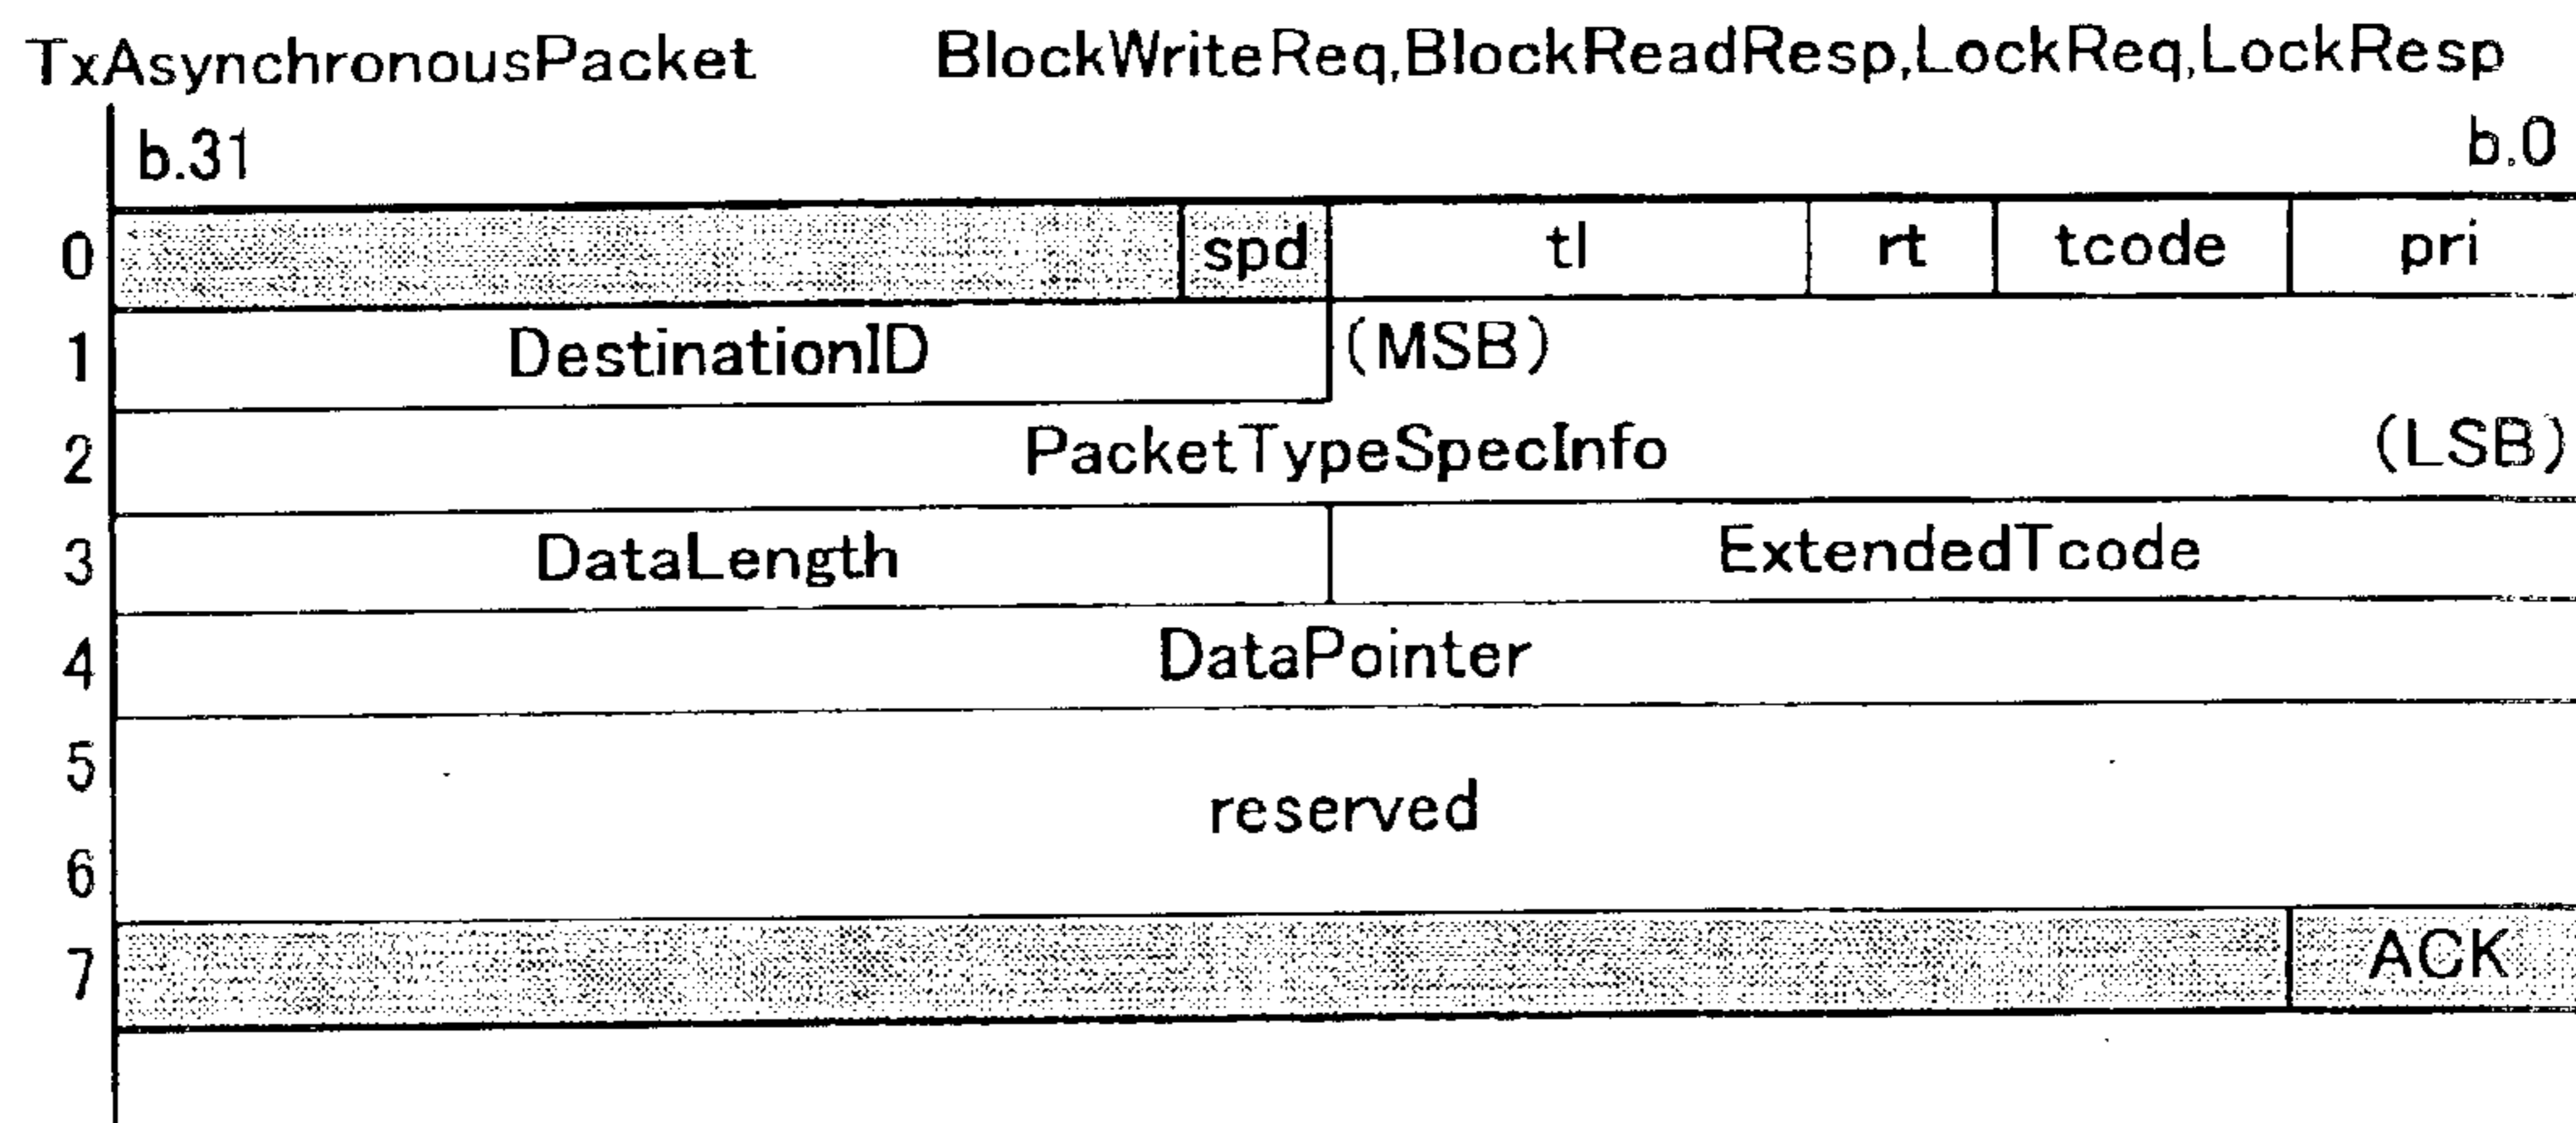 TxAsynchronousPacket BlockWriteReq,BlockReadResp,LockReq,LockResp
b.31 b.0
0 spd tl rt tcode pri
1 DestinationID (MSB)
2 PacketTypeSpecInfo (LSB)
3 DataLength ExtendedTcode
4 DataPointer
5
reserved
6
7 ACK